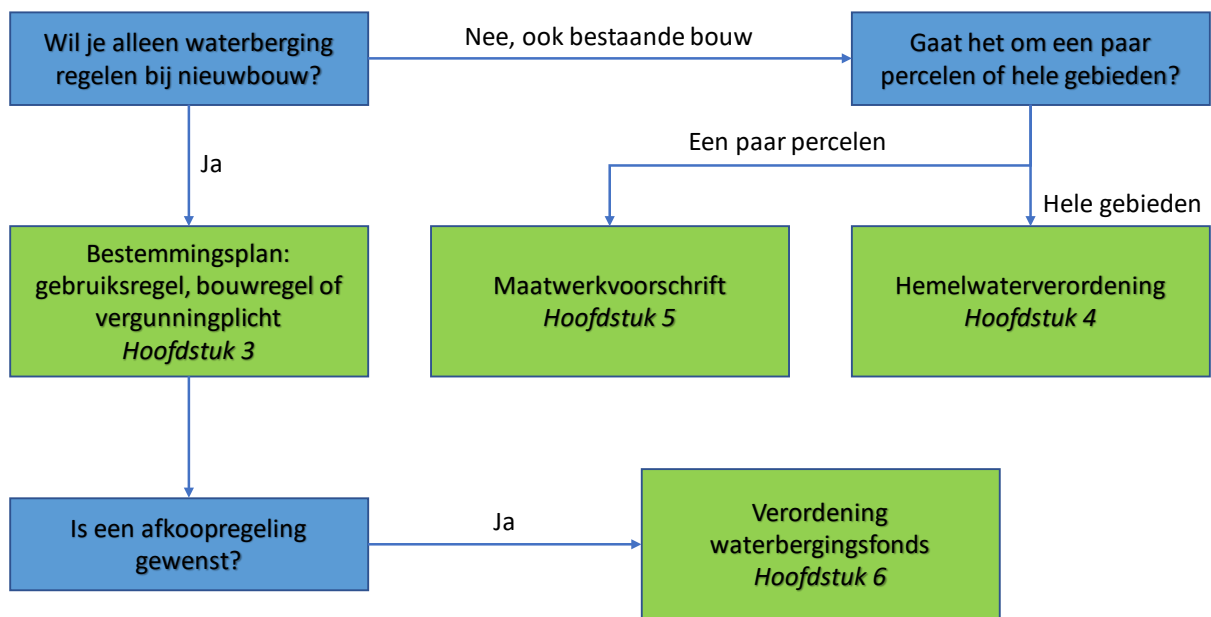 Wil je alleen waterberging
regelen bij nieuwbouw?
Nee, ook bestaande bouw
Gaat het om een paar
percelen of hele gebieden?
Een paar percelen
Ja
Hele gebieden
Bestemmingsplan:
gebruiksregel, bouwregel of
vergunningplicht
Hoofdstuk 3
Maatwerkvoorschrift
Hoofdstuk 5
Hemelwaterverordening
Hoofdstuk 4
Is een afkoopregeling
gewenst?
Ja
Verordening
waterbergingsfonds
Hoofdstuk 6